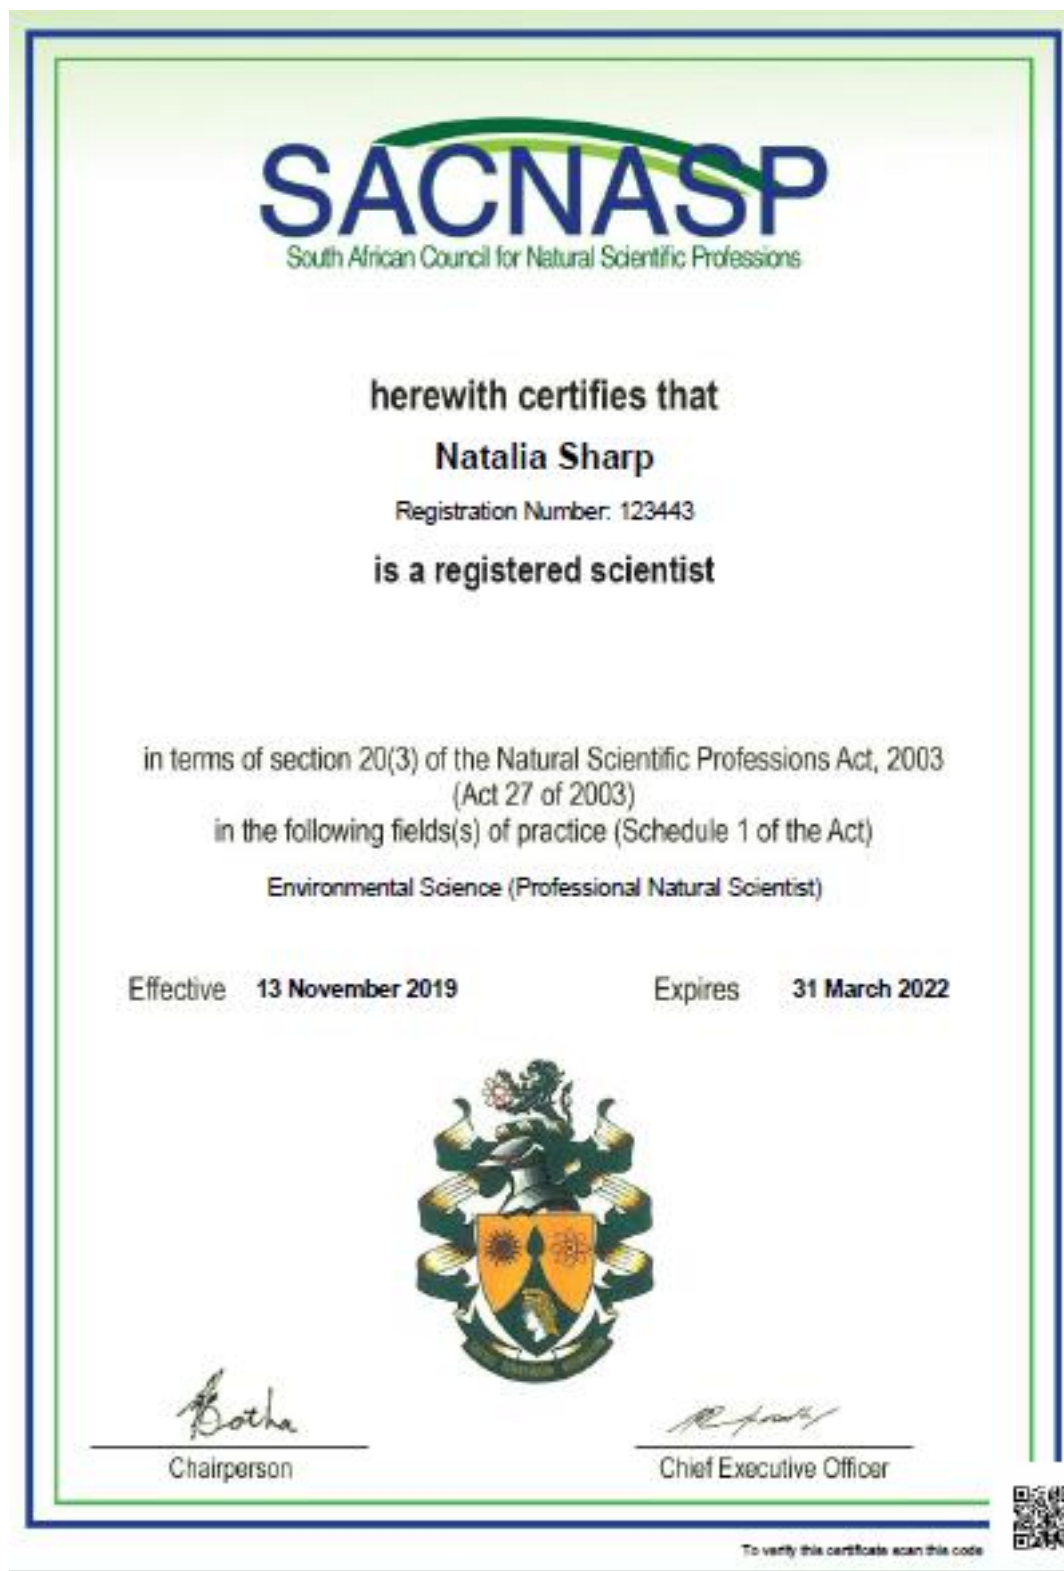 SACNASP
South African Council for Natural Scientific Professions
herewith certifies that
Natalia Sharp
Registration Number: 123443
is a registered scientist
in terms of section 20(3) of the Natural Scientific Professions Act, 2003
(Act 27 of 2003)
in the following fields(s) of practice (Schedule 1 of the Act)
Environmental Science (Professional Natural Scientist)
Effective 13 November 2019 Expires 31 March 2022
Botha
Chairperson Chief Executive Officer
To verify this certificate scan this code